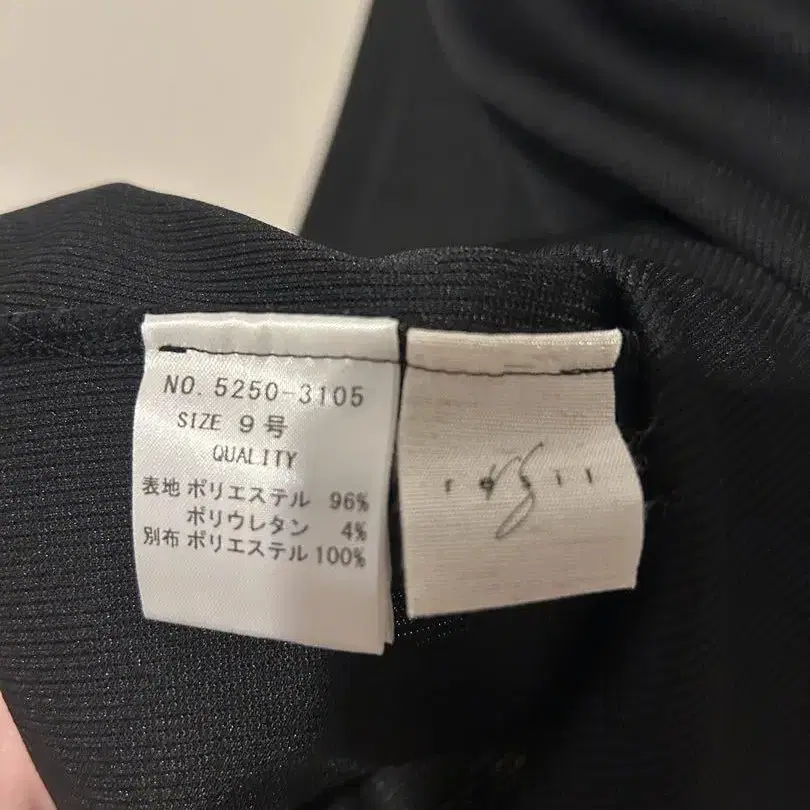 NO. 5250-3105
SIZE 9号
QUALITY
表地 ポリエステル 96%
ポリウレタン 4%
別布 ポリエステル 100%